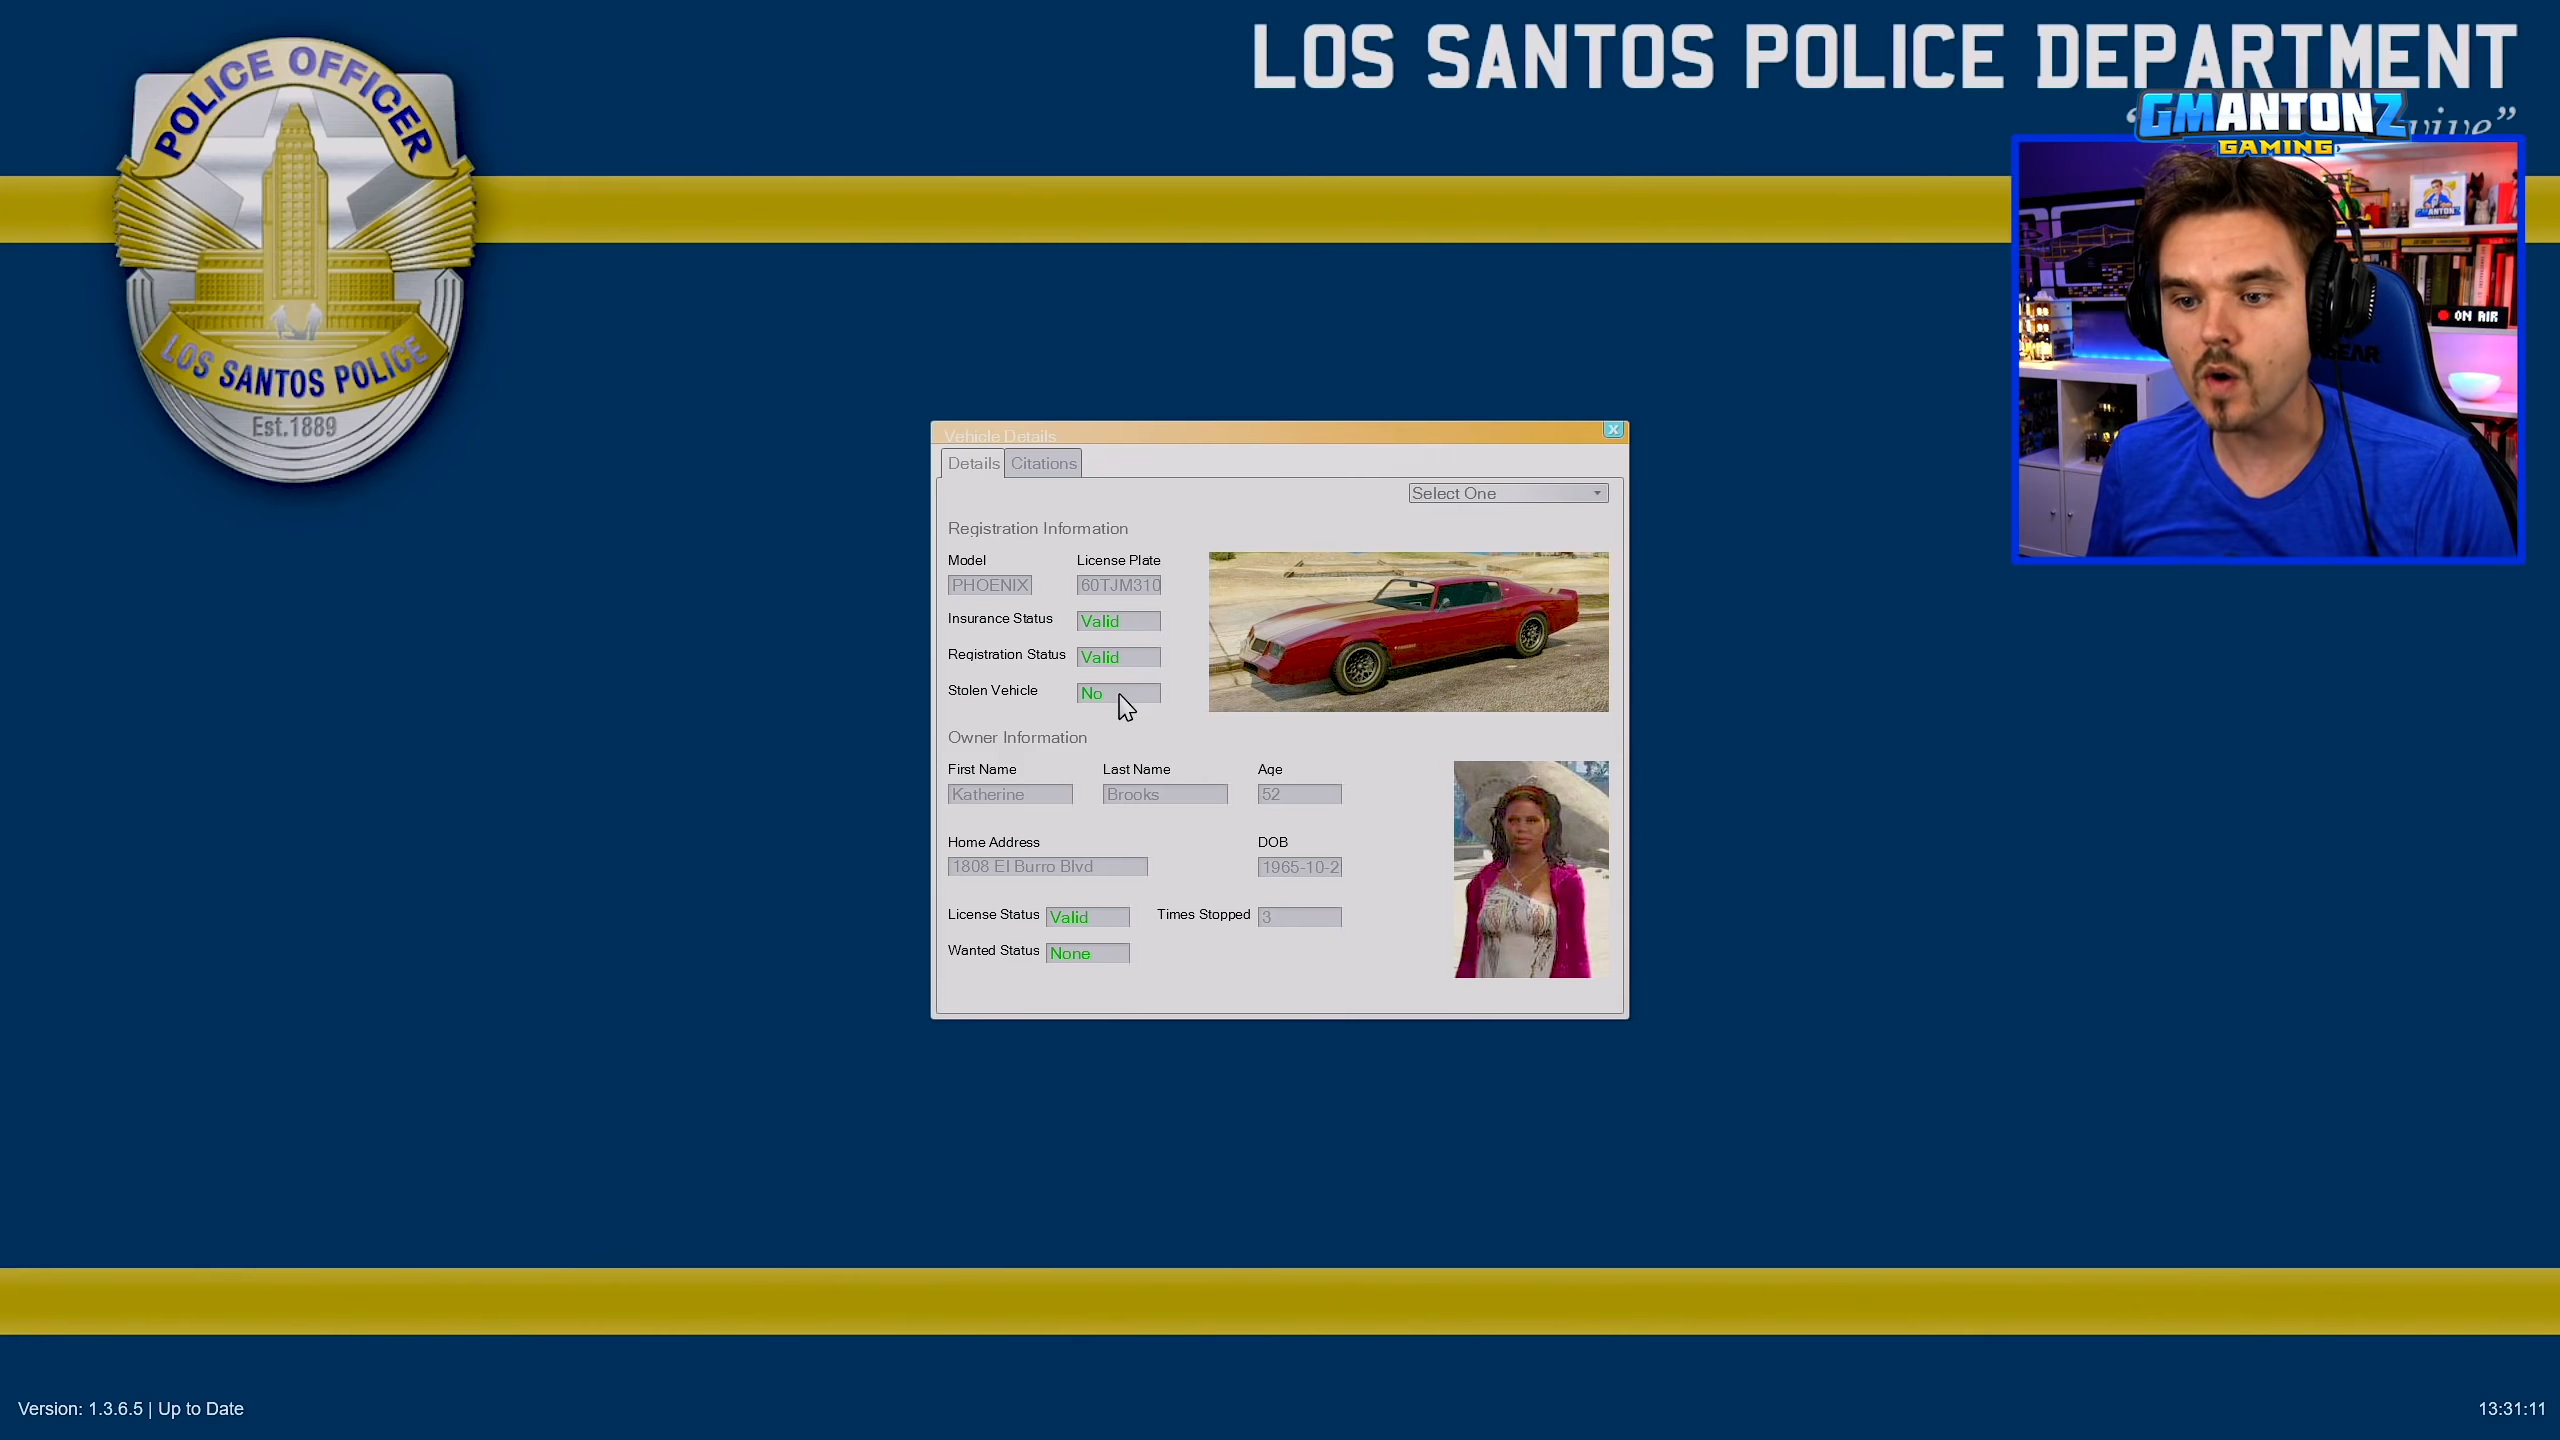 LOS SANTOS POLICE DEPARTMENT
POLICE OFFICER
LOS SANTOS POLICE
Est.1889
GMANTONZ
GAMING
GMANTONZ
ON AIR
Vehicle Details
x
Details
Citations
Select One
Registration Information
Model
License Plate
PHOENIX
60TJM310
Insurance Status
Valid
Registration Status
Valid
Stolen Vehicle
No
Owner Information
First Name
Last Name
Age
Katherine
Brooks
52
Home Address
DOB
1808 El Burro Blvd
1965-10-2
License Status
Valid
Times Stopped
3
Wanted Status
None
Version: 1.3.6.5 | Up to Date
13:31:11